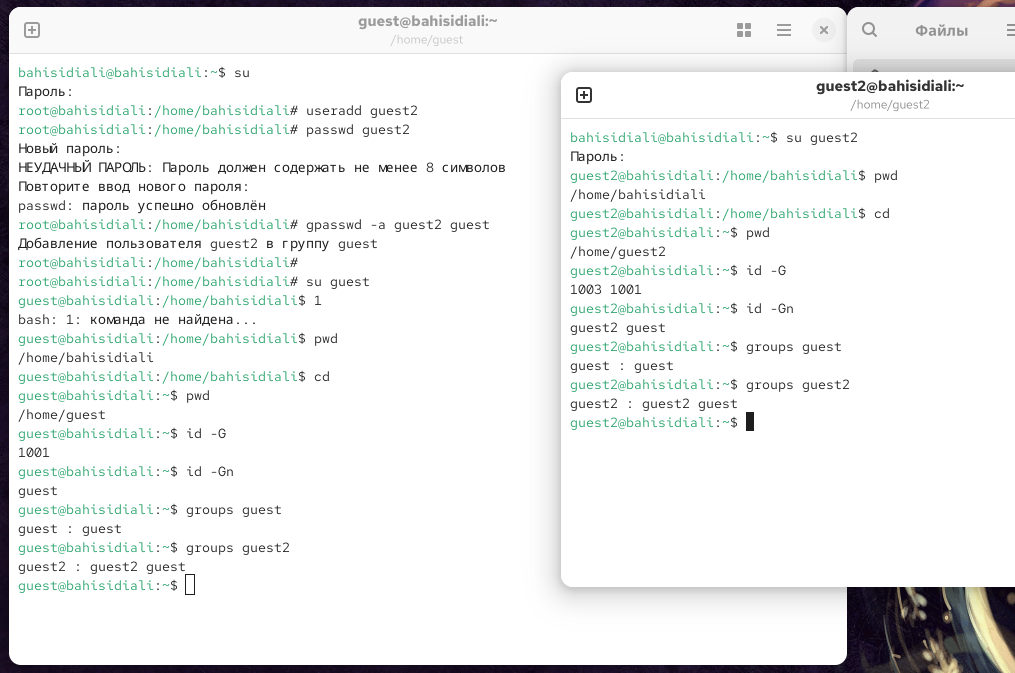 guest@bahisidiali:~
/home/guest
bahisidiali@bahisidiali:~$ su
Пароль:
root@bahisidiali:/home/bahisidiali# useradd guest2
root@bahisidiali:/home/bahisidiali# passwd guest2
Новый пароль:
НЕУДАЧНЫЙ ПАРОЛЬ: Пароль должен содержать не менее 8 символов
Повторите ввод нового пароля:
passwd: пароль успешно обновлён
root@bahisidiali:/home/bahisidiali# gpasswd -a guest2 guest
Добавление пользователя guest2 в группу guest
root@bahisidiali:/home/bahisidiali#
root@bahisidiali:/home/bahisidiali# su guest
guest@bahisidiali:/home/bahisidiali$ 1
bash: 1: команда не найдена...
guest@bahisidiali:/home/bahisidiali$ pwd
/home/bahisidiali
guest@bahisidiali:/home/bahisidiali$ cd
guest@bahisidiali:~$ pwd
/home/guest
guest@bahisidiali:~$ id -G
1001
guest@bahisidiali:~$ id -Gn
guest
guest@bahisidiali:~$ groups guest
guest : guest
guest@bahisidiali:~$ groups guest2
guest2 : guest2 guest
guest@bahisidiali:~$
Файлы
guest2@bahisidiali:~
/home/guest2
bahisidiali@bahisidiali:~$ su guest2
Пароль:
guest2@bahisidiali:/home/bahisidiali$ pwd
/home/bahisidiali
guest2@bahisidiali:/home/bahisidiali$ cd
guest2@bahisidiali:~$ pwd
/home/guest2
guest2@bahisidiali:~$ id -G
1003 1001
guest2@bahisidiali:~$ id -Gn
guest2 guest
guest2@bahisidiali:~$ groups guest
guest : guest
guest2@bahisidiali:~$ groups guest2
guest2 : guest2 guest
guest2@bahisidiali:~$